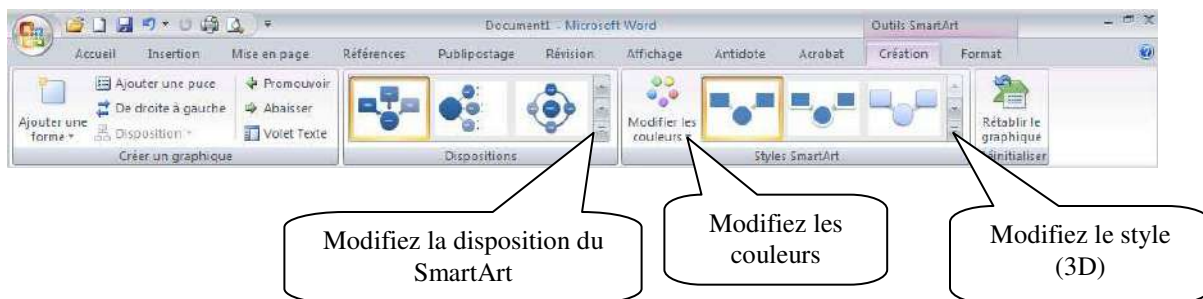 Document1 - Microsoft Word
Outils SmartArt
Accueil Insertion Mise en page Références Publipostage Révision Affichage Antidote Acrobat Création Format
Ajouter une forme
Ajouter une puce
De droite à gauche
Disposition
Promouvoir
Abaisser
Volet Texte
Créer un graphique
Dispositions
Modifier les
couleurs
Styles SmartArt
Rétablir le
graphique
Réinitialiser
Modifiez la disposition du
SmartArt
Modifiez les
couleurs
Modifiez le style
(3D)